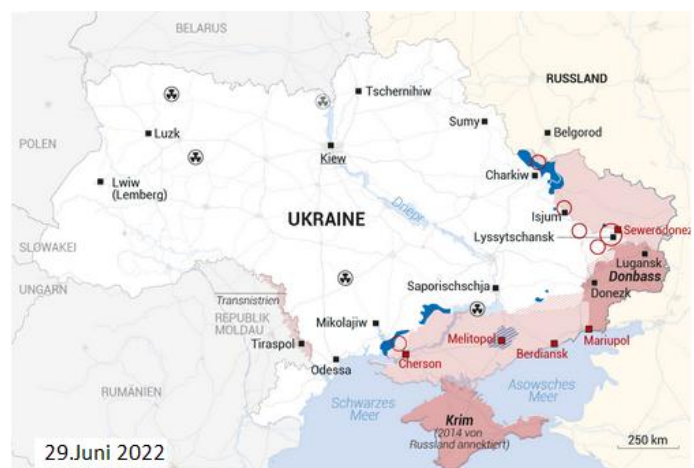 BELARUS
RUSSLAND
Tschernihiw
Sumy
Belgorod
POLEN
Luzk
Kiew
Charkiw
Lwiw
(Lemberg)
Dnepr
Isjum
UKRAINE
Lyssytschansk
Sewerodonez
SLOWAKEI
Lugansk
Donbass
UNGARN
Saporischschja
Donezk
Transnistrien
REPUBLIK
MOLDAU
Mikolajiw
Melitopol
Mariupol
Tiraspol
Cherson
Berdiansk
Odessa
RUMÄNIEN
Schwarzes
Meer
Asowsches
Meer
Krim
(2014 von
Russland annektiert)
250 km
29.Juni 2022